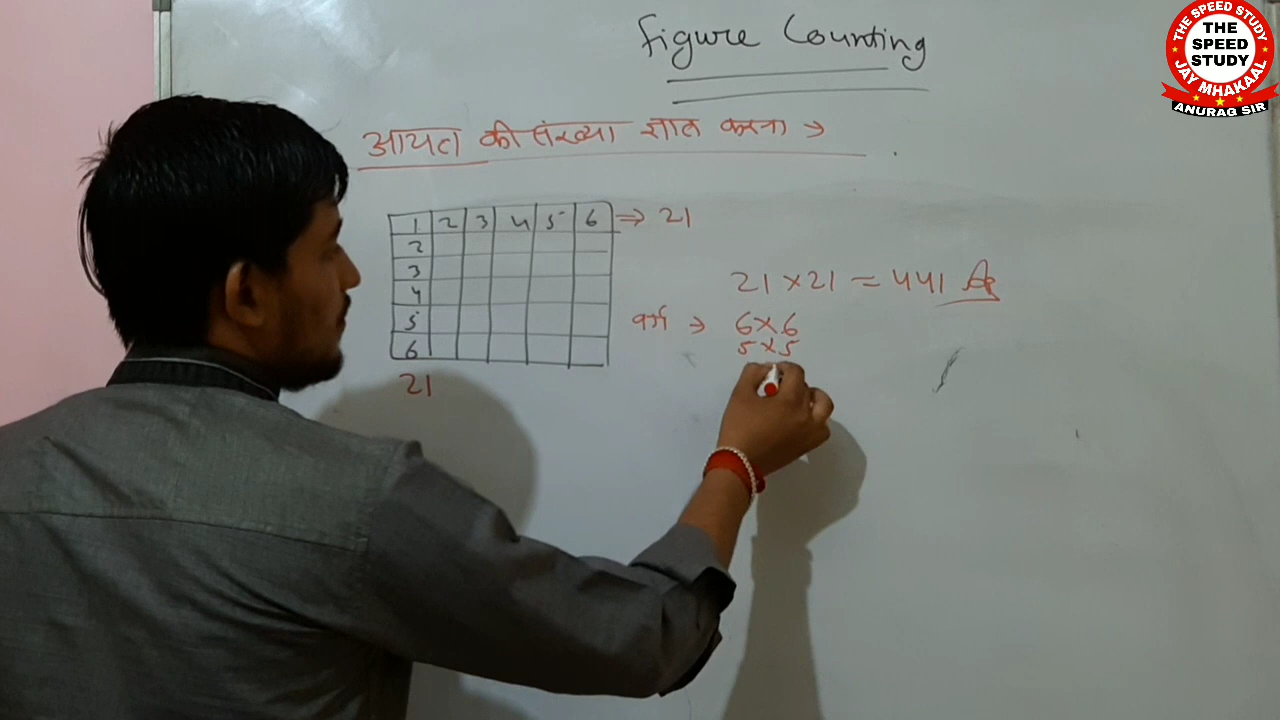 Figure Counting
THE SPEED STUDY
THE
SPEED
STUDY
JAY MHAKAAL
ANURAG SIR
आयत की संख्या ज्ञात करना →
1 2 3 4 5 6 ⇒ 21
2
3
4
5
6
21
21 × 21 = 441 Ans
वर्ग → 6×6
5×5